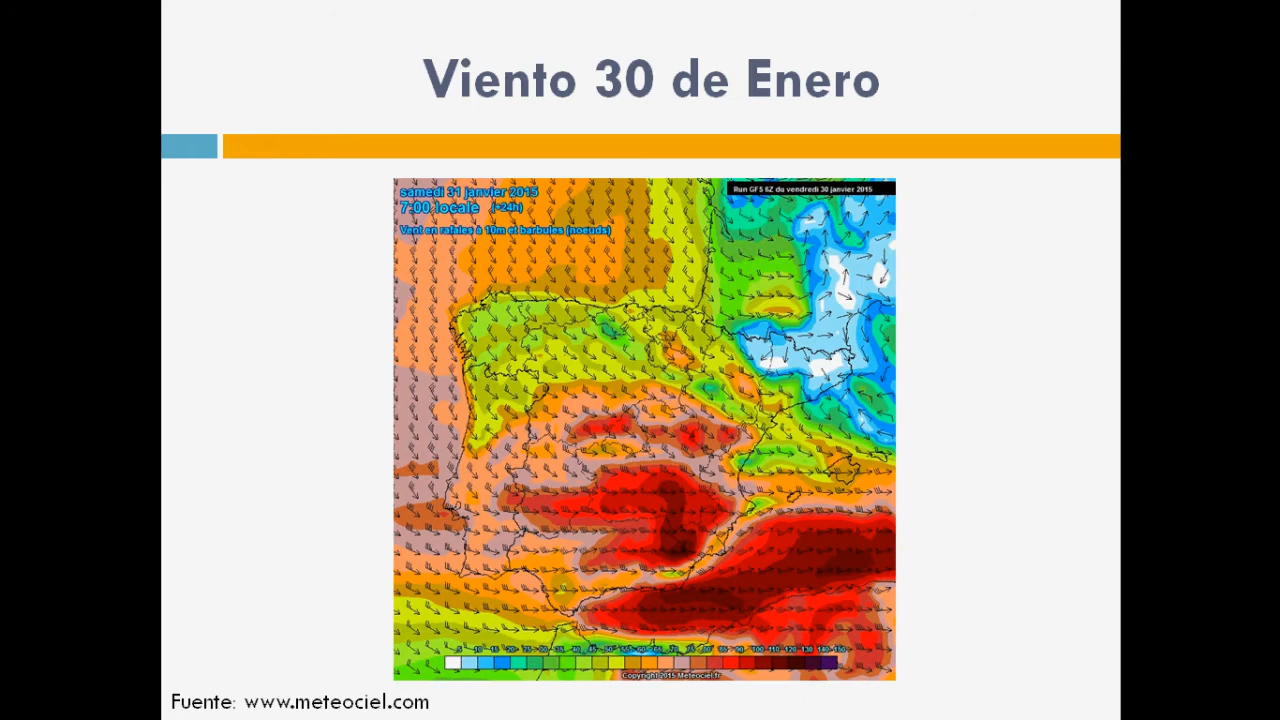 Viento 30 de Enero
samedi 31 janvier 2015
Run GFS 6Z du vendredi 30 janvier 2015
7:00 locale (+24h)
Vent en rafales à 10m et barbules (noeuds)
Copyright 2015 Meteociel.fr
Fuente: www.meteociel.com